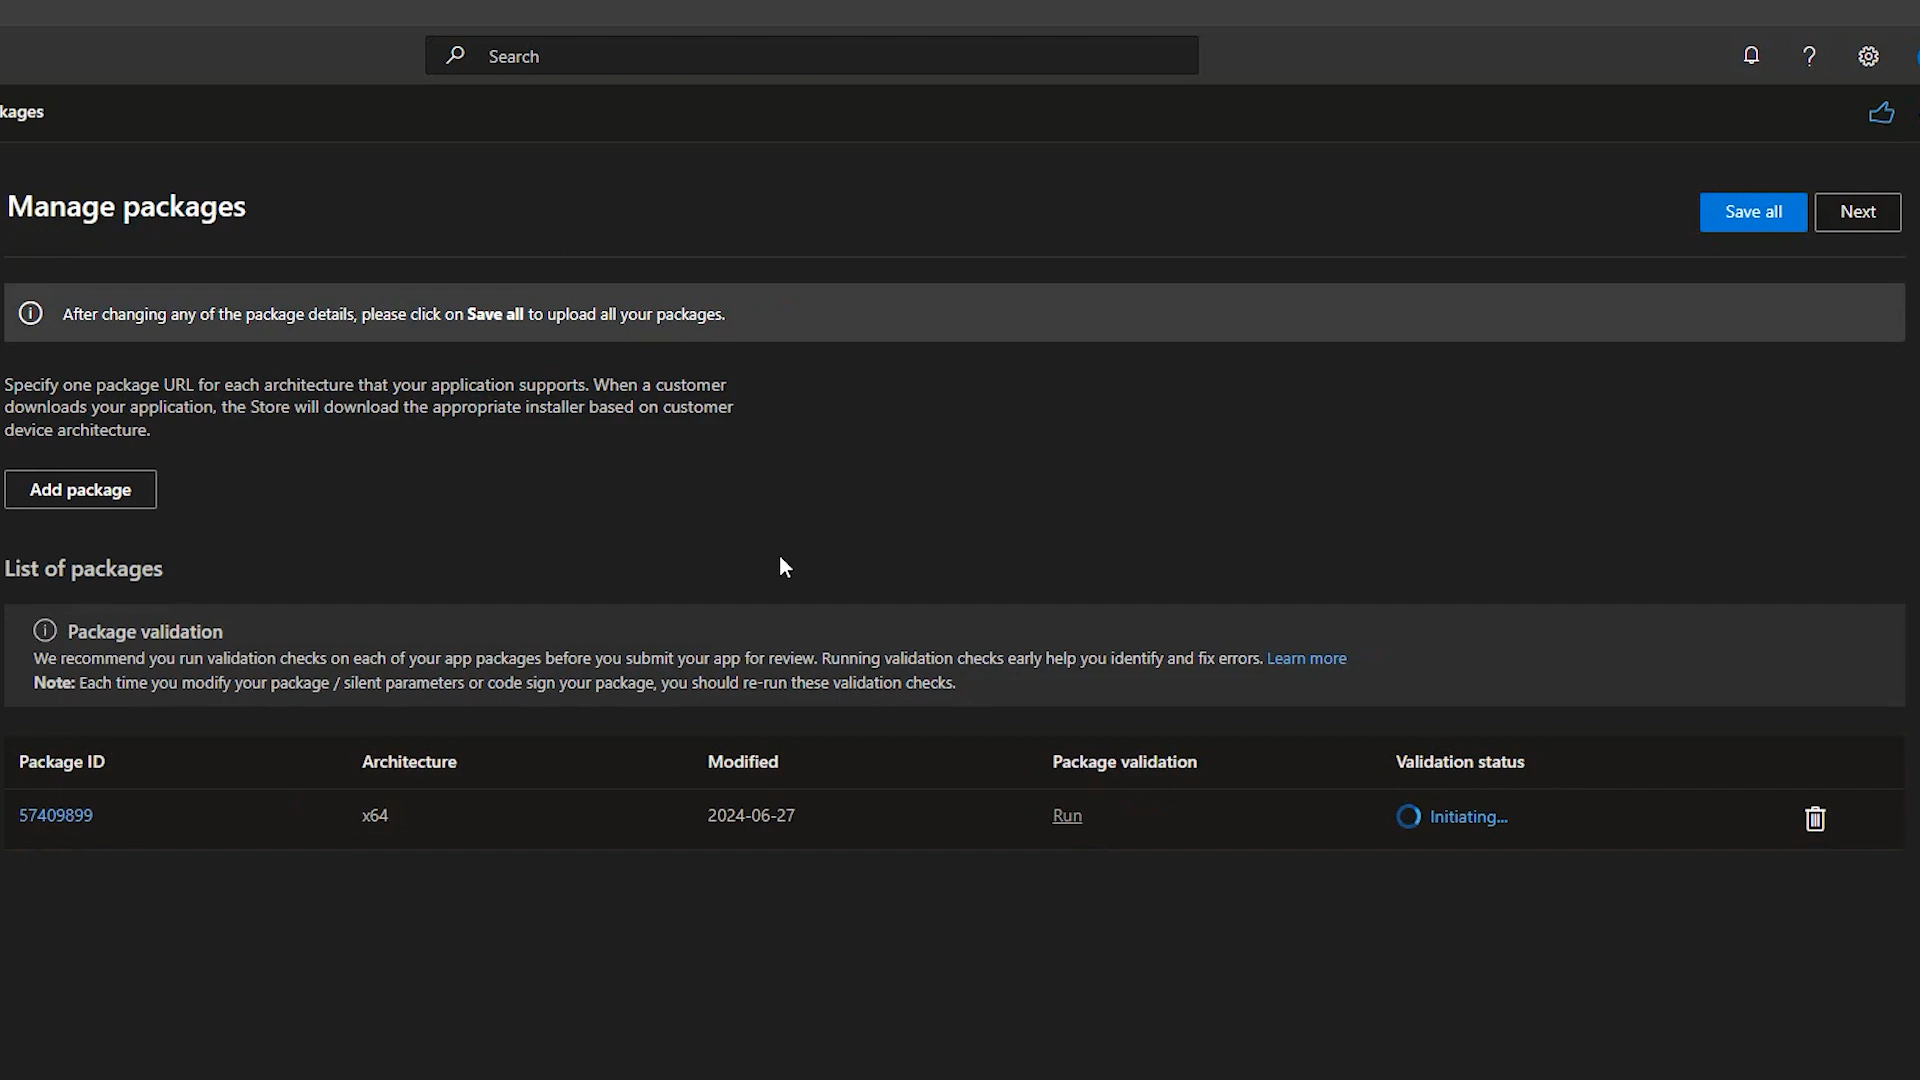 Search
kages
Manage packages
Save all
Next
After changing any of the package details, please click on Save all to upload all your packages.
Specify one package URL for each architecture that your application supports. When a customer
downloads your application, the Store will download the appropriate installer based on customer
device architecture.
Add package
List of packages
Package validation
We recommend you run validation checks on each of your app packages before you submit your app for review. Running validation checks early help you identify and fix errors. Learn more
Note: Each time you modify your package / silent parameters or code sign your package, you should re-run these validation checks.
Package ID Architecture Modified Package validation Validation status
57409899 x64 2024-06-27 Run Initiating...